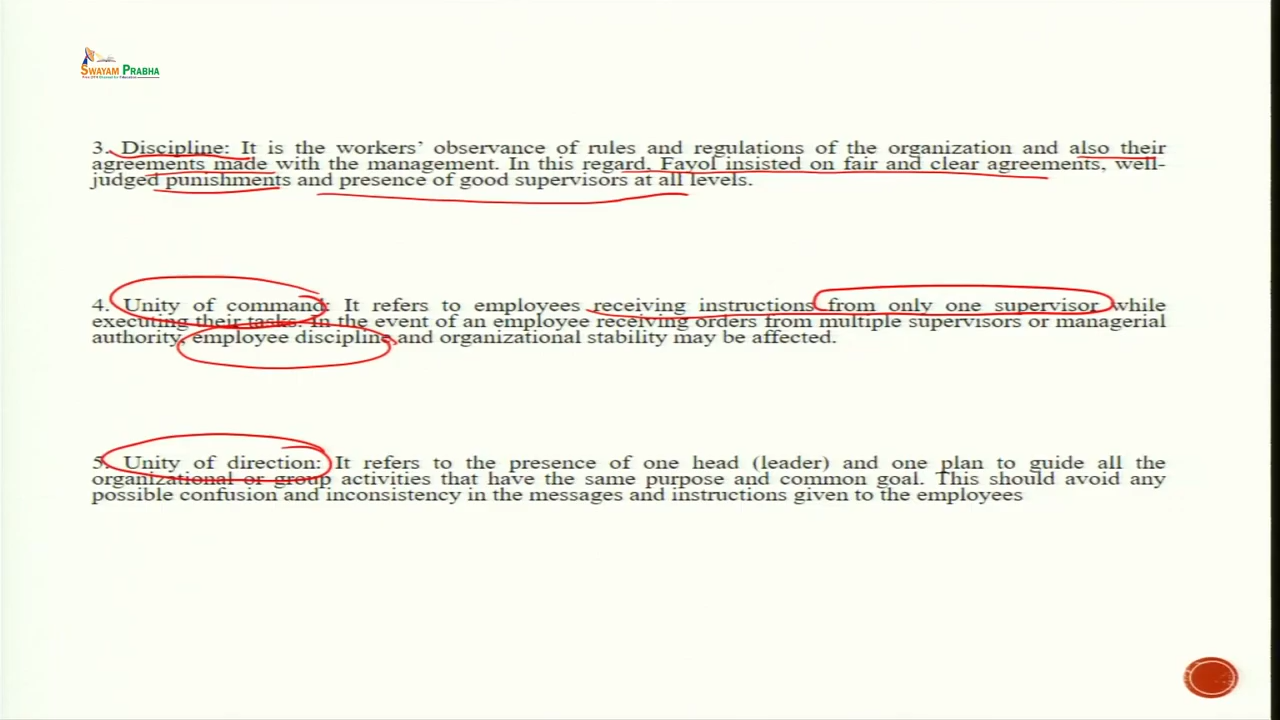 SWAYAM PRABHA
3. Discipline: It is the workers' observance of rules and regulations of the organization and also their
agreements made with the management. In this regard, Fayol insisted on fair and clear agreements, well-
judged punishments and presence of good supervisors at all levels.
4. Unity of command: It refers to employees receiving instructions from only one supervisor while
executing their tasks. In the event of an employee receiving orders from multiple supervisors or managerial
authority, employee discipline and organizational stability may be affected.
5. Unity of direction: It refers to the presence of one head (leader) and one plan to guide all the
organizational or group activities that have the same purpose and common goal. This should avoid any
possible confusion and inconsistency in the messages and instructions given to the employees